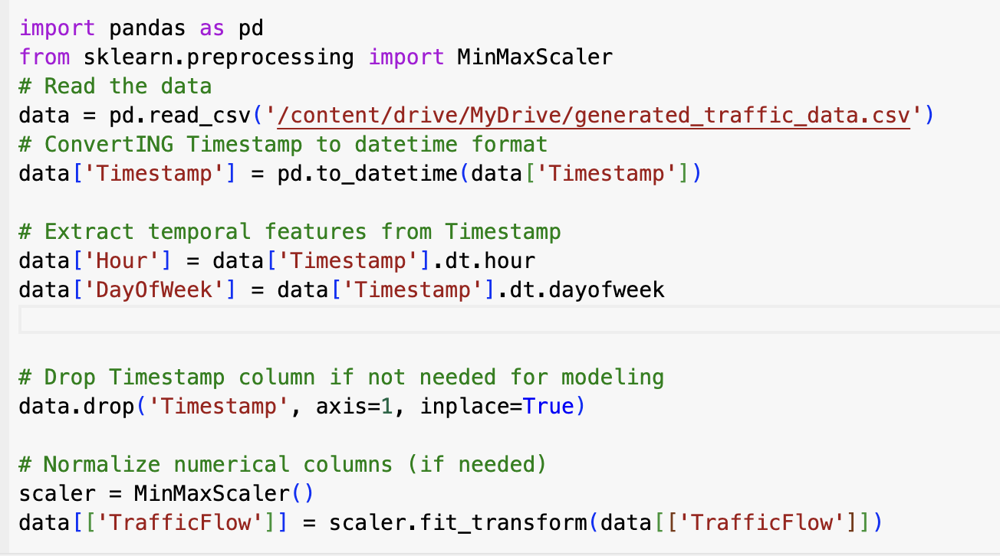 import pandas as pd
from sklearn.preprocessing import MinMaxScaler
# Read the data
data = pd.read_csv('/content/drive/MyDrive/generated_traffic_data.csv')
# ConvertING Timestamp to datetime format
data['Timestamp'] = pd.to_datetime(data['Timestamp'])
# Extract temporal features from Timestamp
data['Hour'] = data['Timestamp'].dt.hour
data['DayOfWeek'] = data['Timestamp'].dt.dayofweek
# Drop Timestamp column if not needed for modeling
data.drop('Timestamp', axis=1, inplace=True)
# Normalize numerical columns (if needed)
scaler = MinMaxScaler()
data[['TrafficFlow']] = scaler.fit_transform(data[['TrafficFlow']])